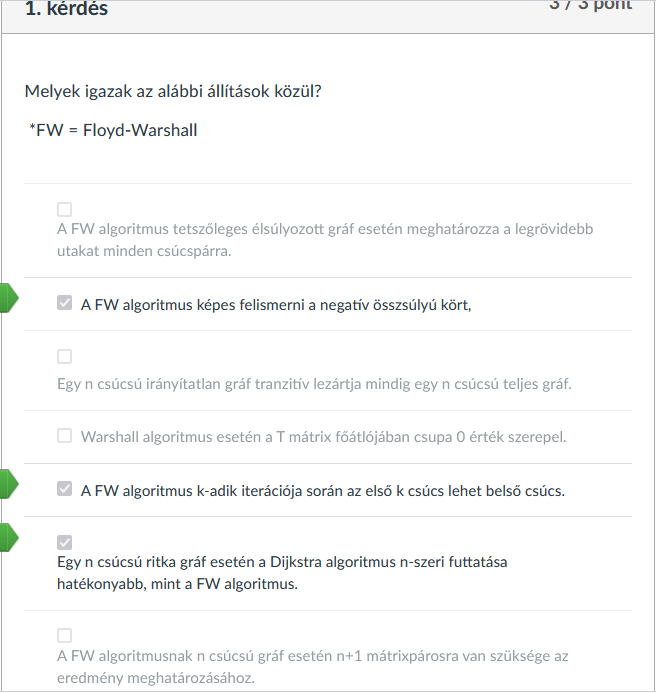 1. kérdés
3 / 3 pont
Melyek igazak az alábbi állítások közül?
*FW = Floyd-Warshall
A FW algoritmus tetszőleges élsúlyozott gráf esetén meghatározza a legrövidebb
utakat minden csúcspárra.
A FW algoritmus képes felismerni a negatív összsúlyú kört,
Egy n csúcsú irányítatlan gráf tranzitív lezártja mindig egy n csúcsú teljes gráf.
Warshall algoritmus esetén a T mátrix főátlójában csupa 0 érték szerepel.
A FW algoritmus k-adik iterációja során az első k csúcs lehet belső csúcs.
Egy n csúcsú ritka gráf esetén a Dijkstra algoritmus n-szeri futtatása
hatékonyabb, mint a FW algoritmus.
A FW algoritmusnak n csúcsú gráf esetén n+1 mátrixpárosra van szüksége az
eredmény meghatározásához.